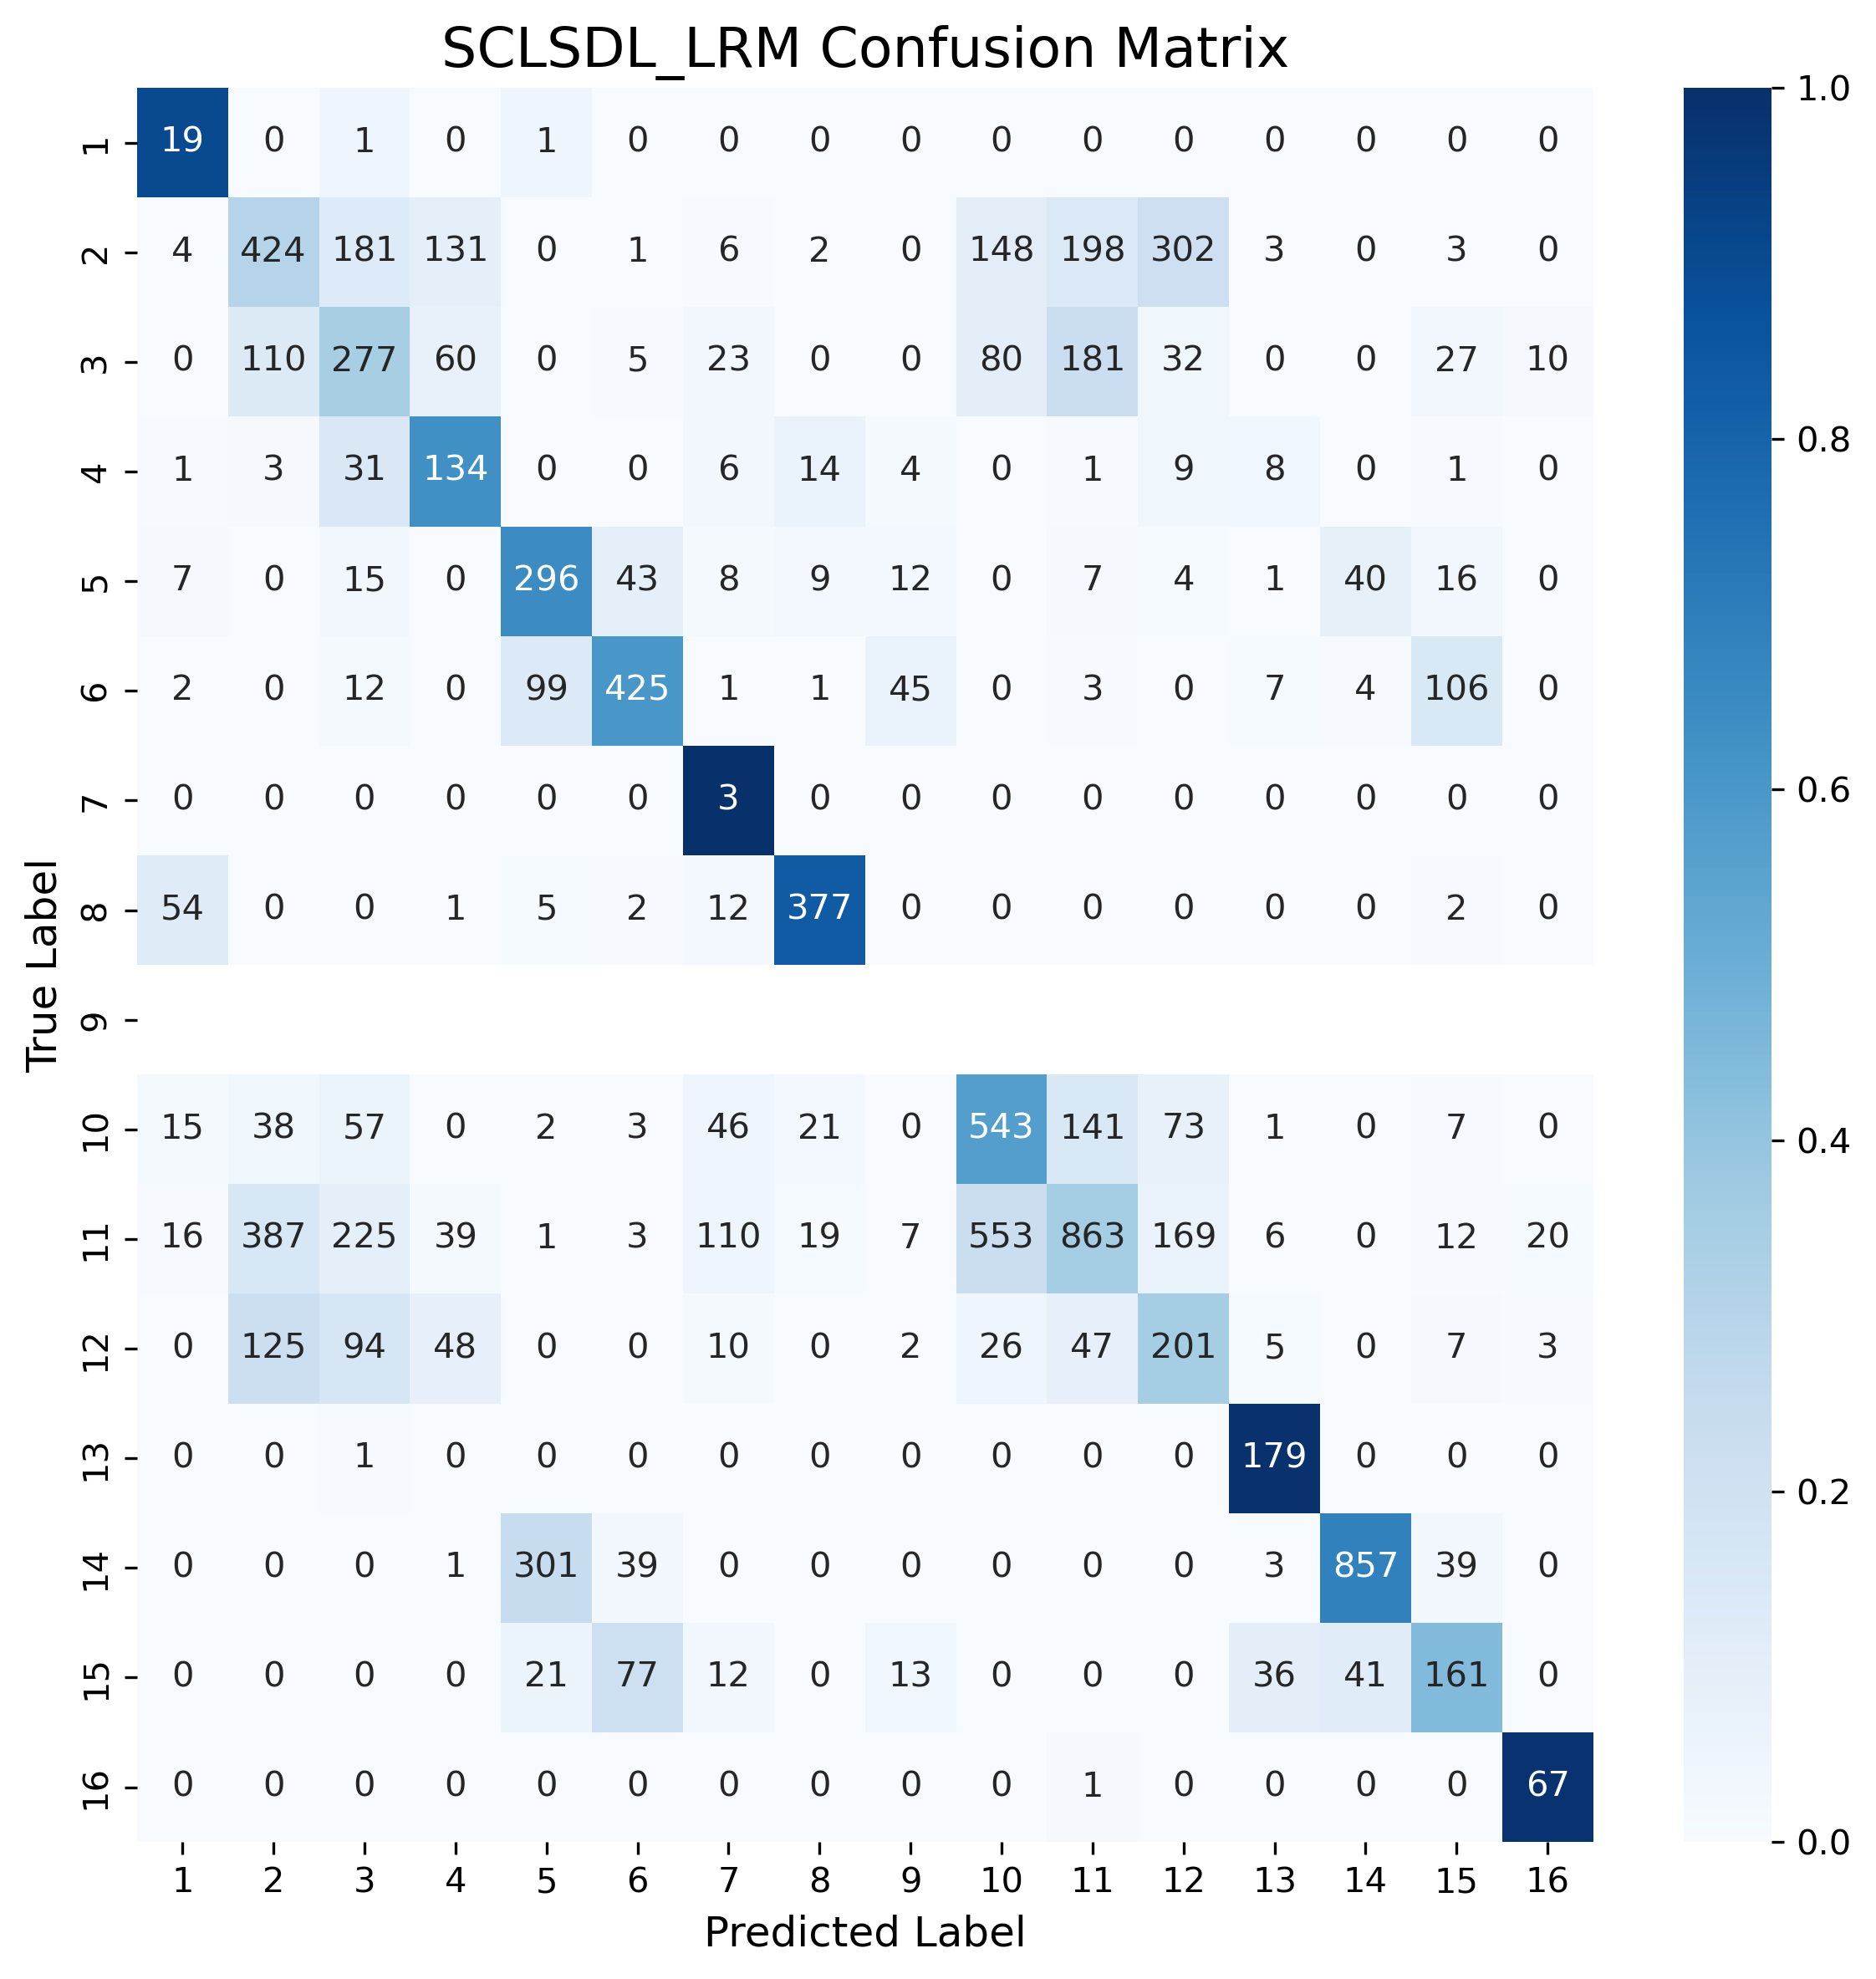 SCLSDL_LRM Confusion Matrix
1 19 0 1 0 1 0 0 0 0 0 0 0 0 0 0 0
2 4 424 181 131 0 1 6 2 0 148 198 302 3 0 3 0
3 0 110 277 60 0 5 23 0 0 80 181 32 0 0 27 10
4 1 3 31 134 0 0 6 14 4 0 1 9 8 0 1 0
5 7 0 15 0 296 43 8 9 12 0 7 4 1 40 16 0
6 2 0 12 0 99 425 1 1 45 0 3 0 7 4 106 0
7 0 0 0 0 0 0 3 0 0 0 0 0 0 0 0 0
8 54 0 0 1 5 2 12 377 0 0 0 0 0 0 2 0
9
10 15 38 57 0 2 3 46 21 0 543 141 73 1 0 7 0
11 16 387 225 39 1 3 110 19 7 553 863 169 6 0 12 20
12 0 125 94 48 0 0 10 0 2 26 47 201 5 0 7 3
13 0 0 1 0 0 0 0 0 0 0 0 0 179 0 0 0
14 0 0 0 1 301 39 0 0 0 0 0 0 3 857 39 0
15 0 0 0 0 21 77 12 0 13 0 0 0 36 41 161 0
16 0 0 0 0 0 0 0 0 0 0 1 0 0 0 0 67
1 2 3 4 5 6 7 8 9 10 11 12 13 14 15 16
Predicted Label
True Label
1.0
0.8
0.6
0.4
0.2
0.0